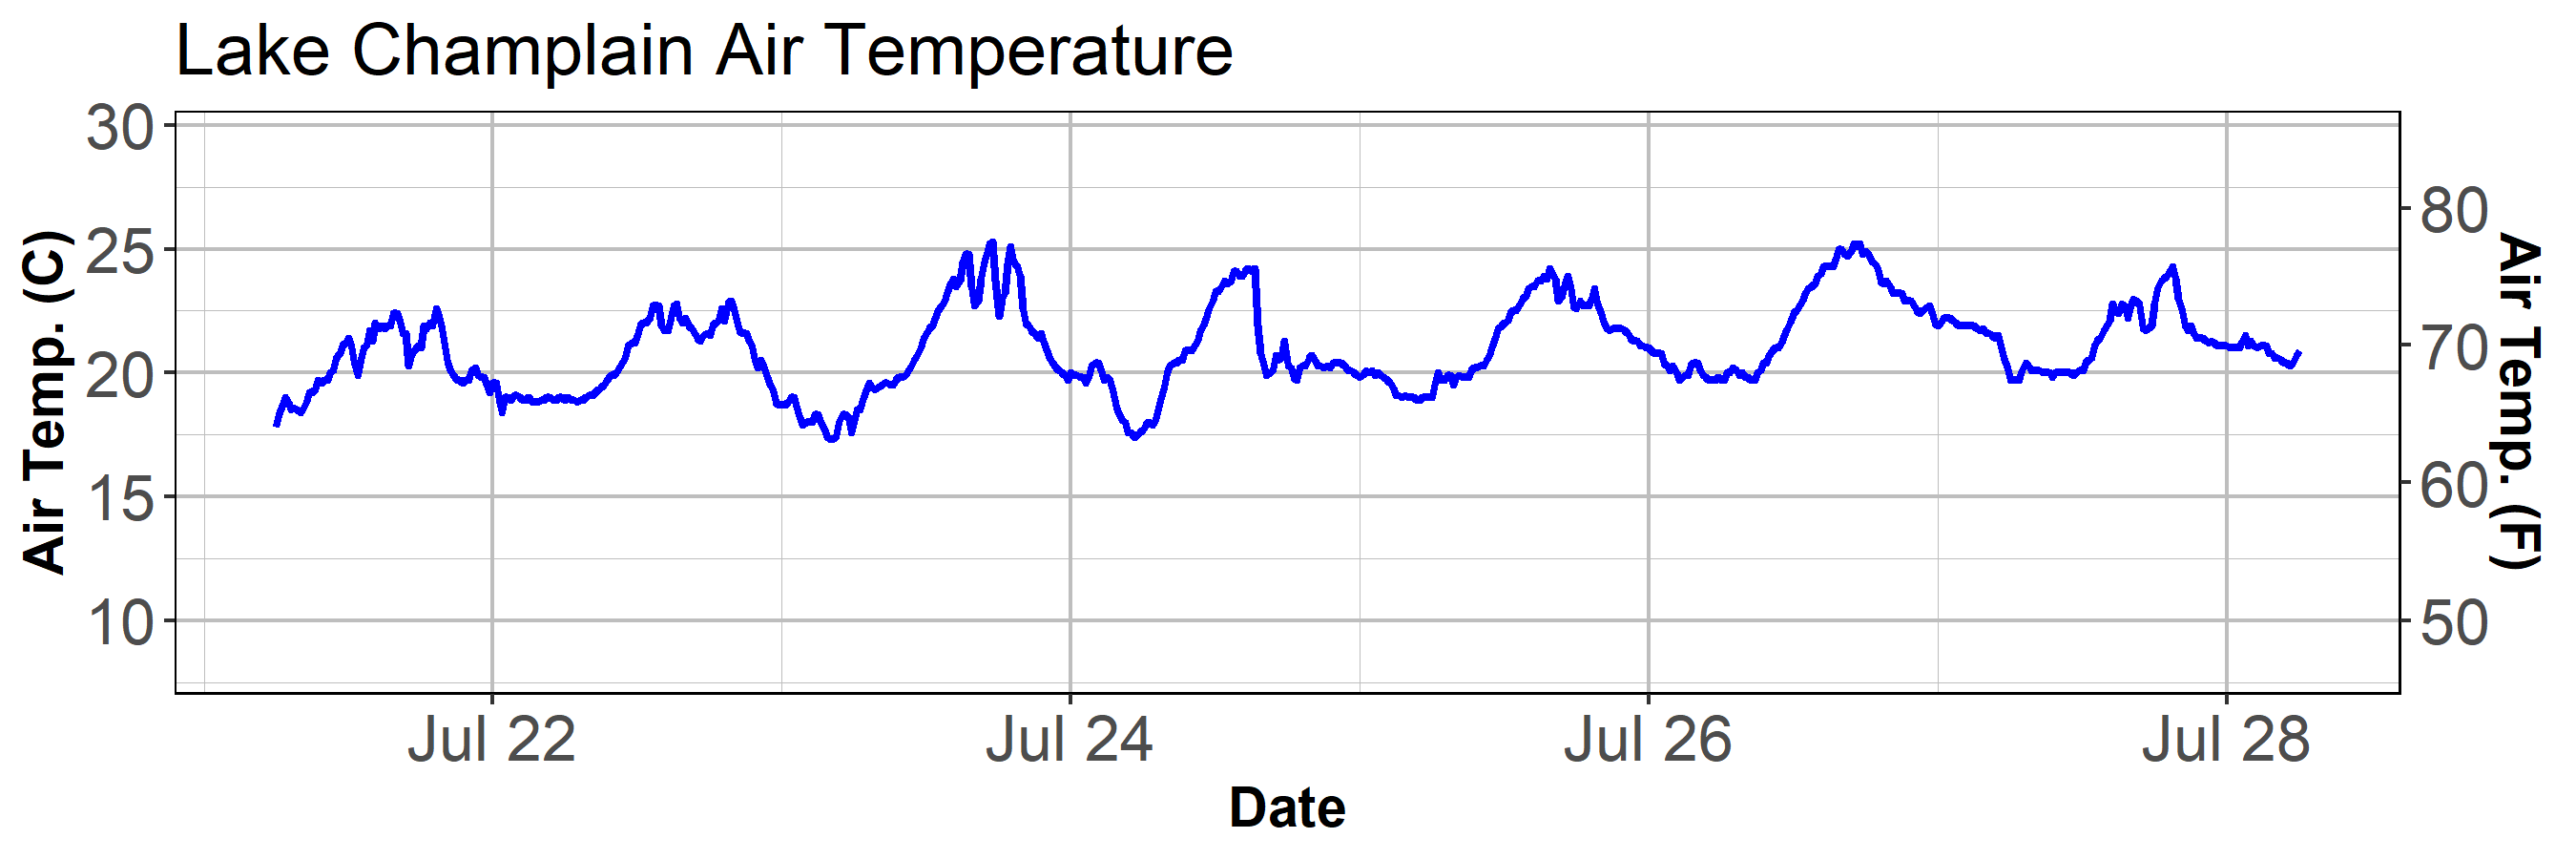 Lake Champlain Air Temperature
Air Temp. (C)
30
25
20
15
10
80
70
60
50
Air Temp. (F)
Jul 22
Jul 24
Jul 26
Jul 28
Date